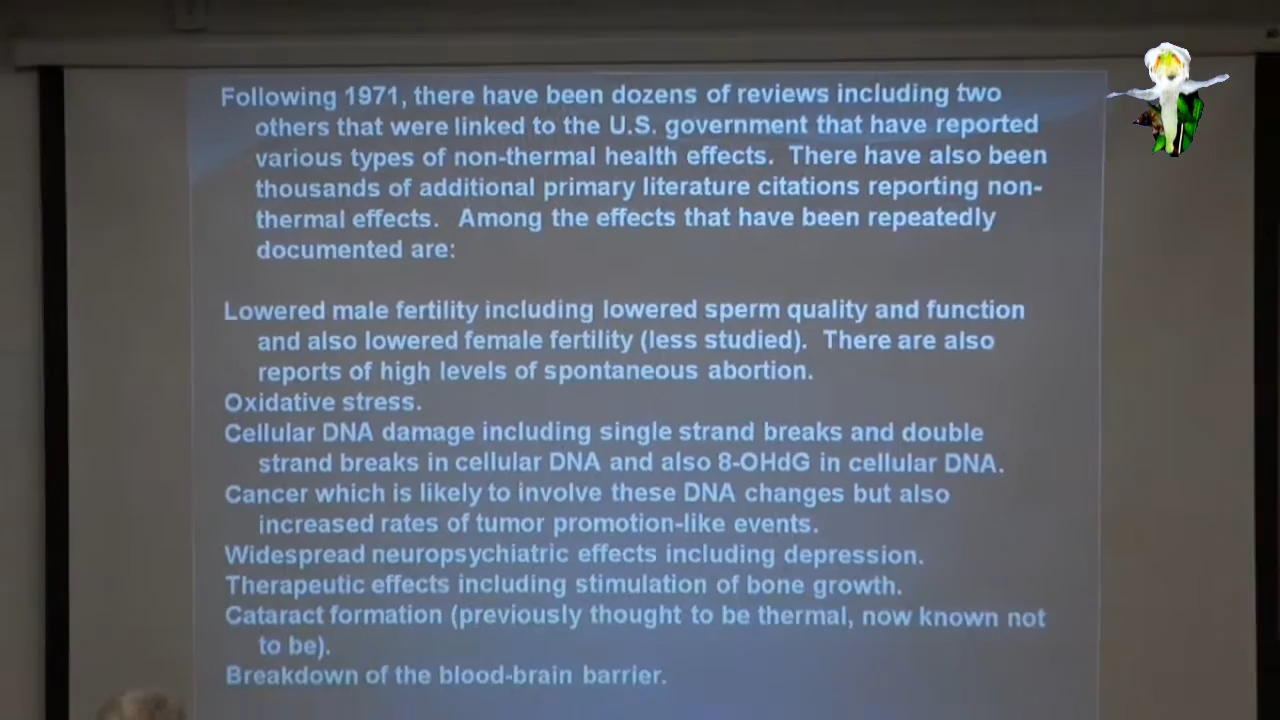 Following 1971, there have been dozens of reviews including two
others that were linked to the U.S. government that have reported
various types of non-thermal health effects. There have also been
thousands of additional primary literature citations reporting non-
thermal effects. Among the effects that have been repeatedly
documented are:
Lowered male fertility including lowered sperm quality and function
and also lowered female fertility (less studied). There are also
reports of high levels of spontaneous abortion.
Oxidative stress.
Cellular DNA damage including single strand breaks and double
strand breaks in cellular DNA and also 8-OHdG in cellular DNA.
Cancer which is likely to involve these DNA changes but also
increased rates of tumor promotion-like events.
Widespread neuropsychiatric effects including depression.
Therapeutic effects including stimulation of bone growth.
Cataract formation (previously thought to be thermal, now known not
to be).
Breakdown of the blood-brain barrier.